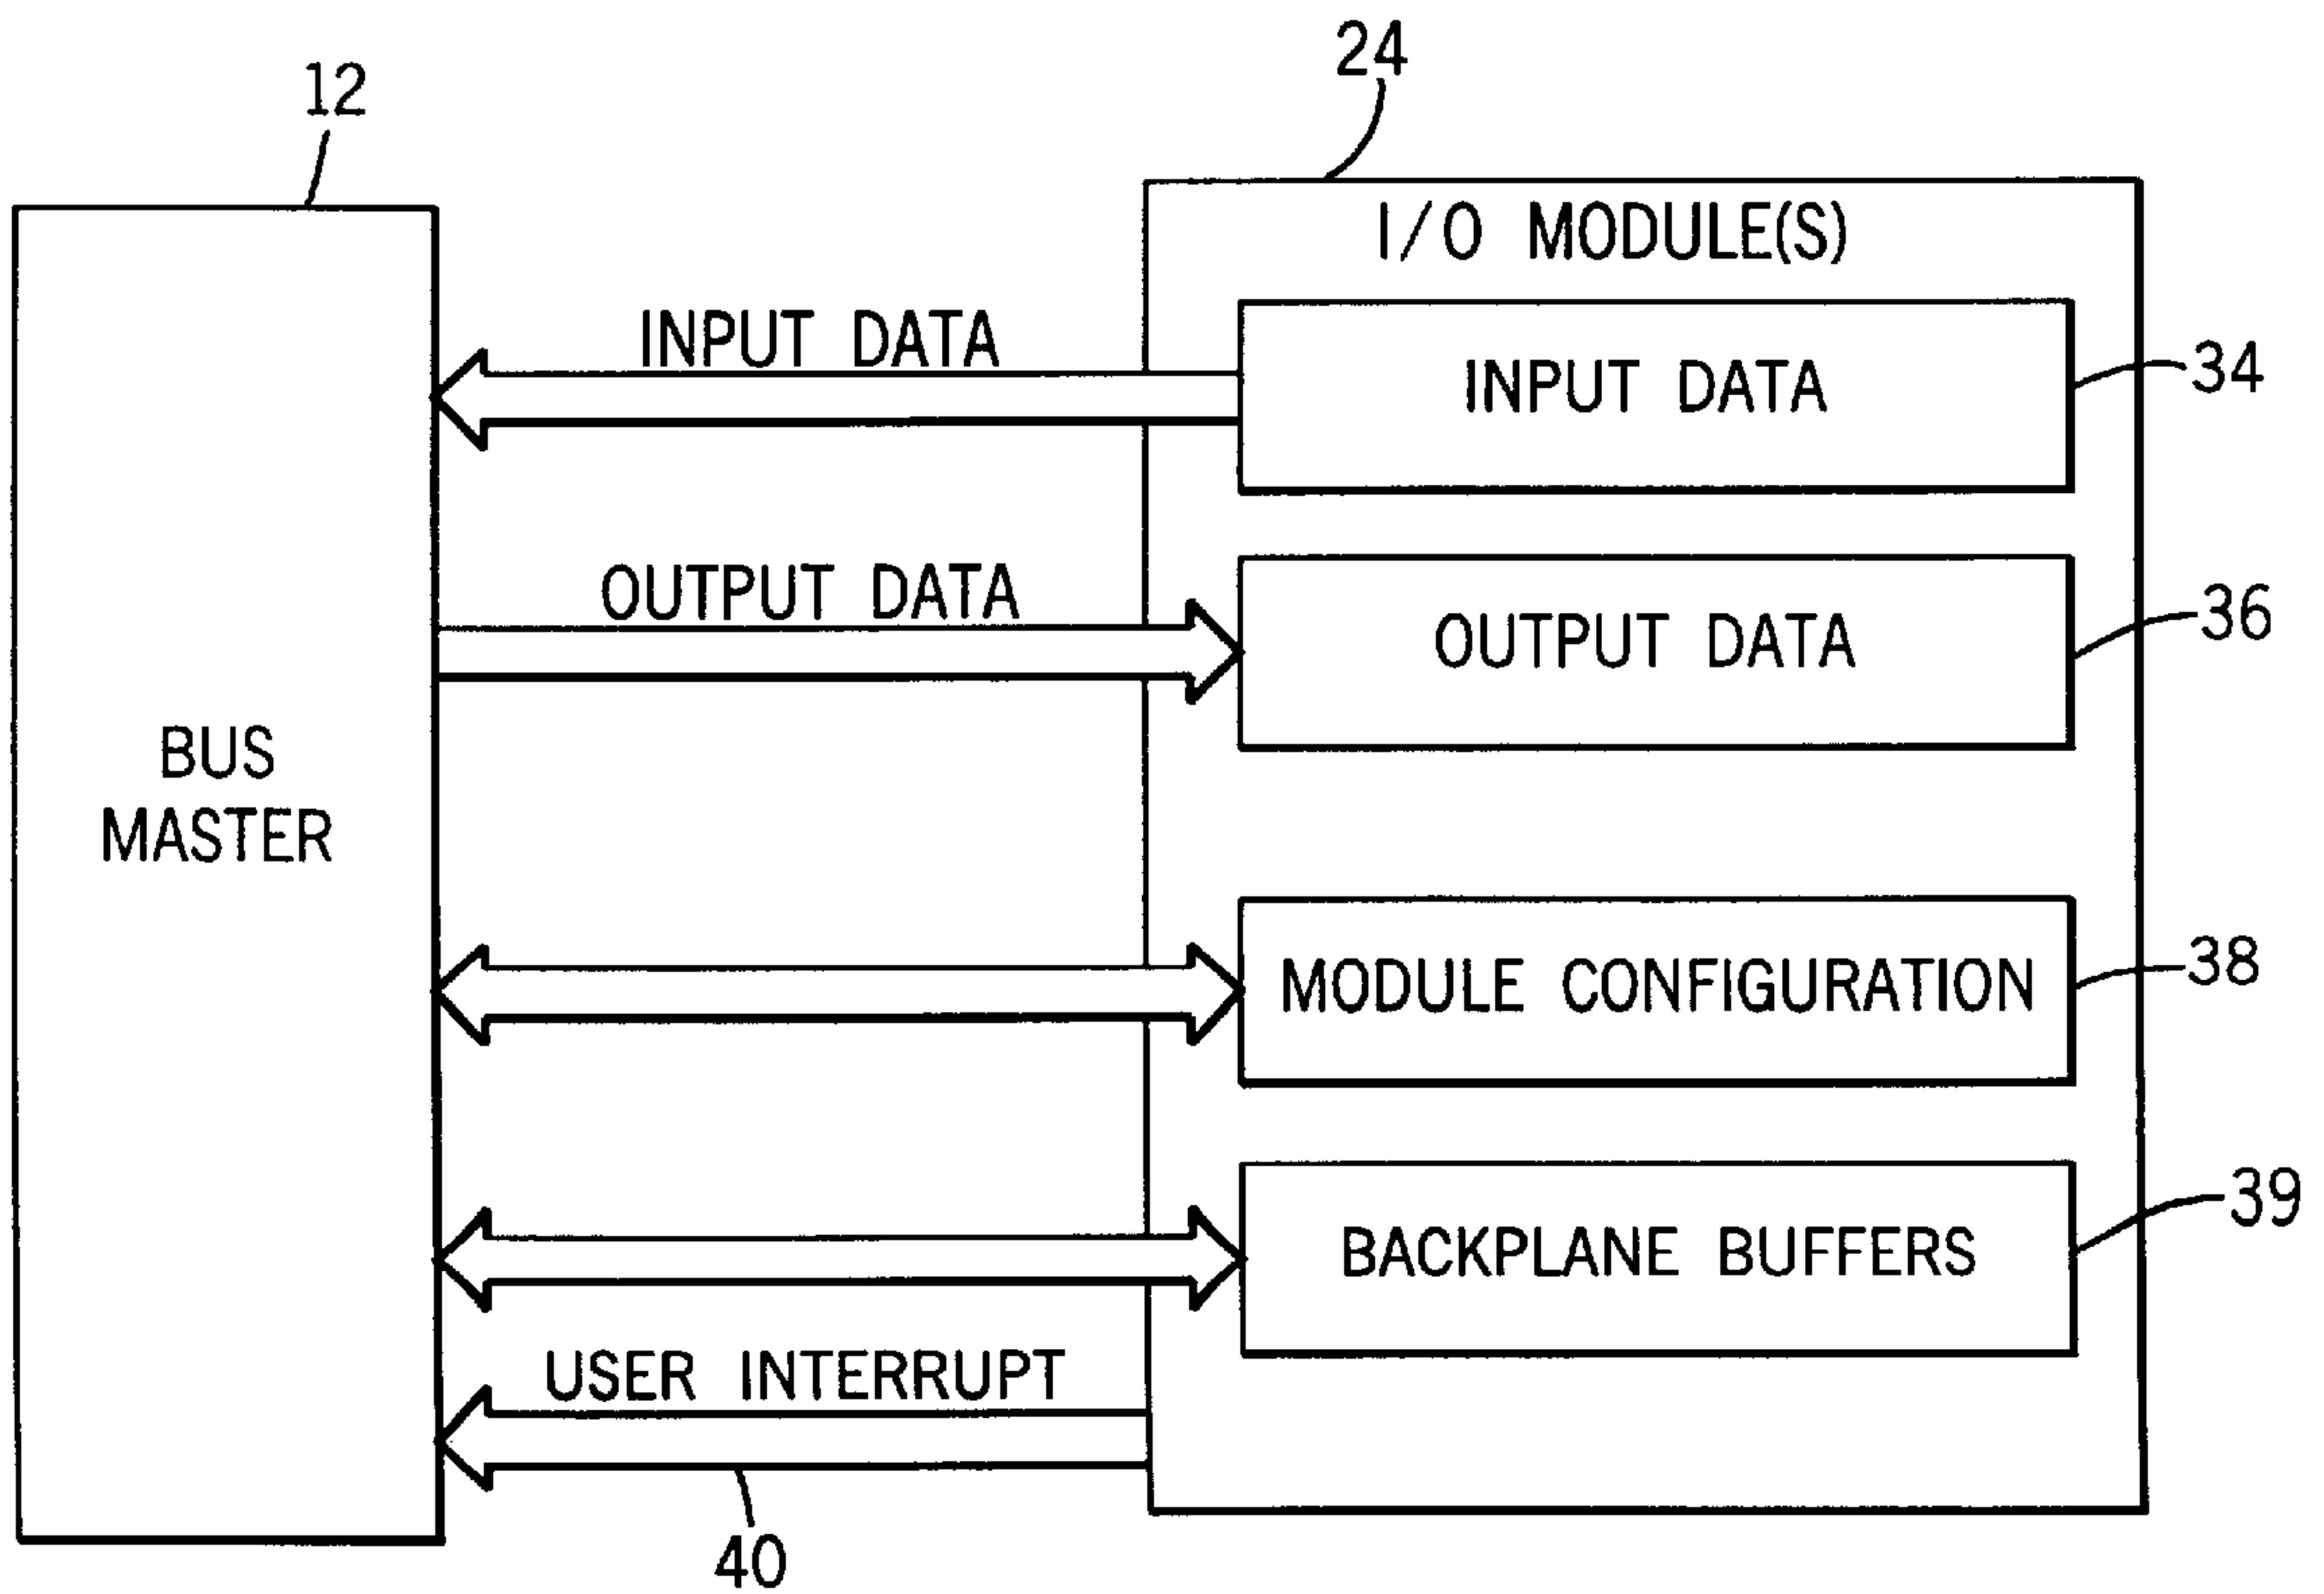 12
24
I/O MODULE(S)
INPUT DATA
INPUT DATA
34
OUTPUT DATA
OUTPUT DATA
36
BUS
MASTER
MODULE CONFIGURATION
38
BACKPLANE BUFFERS
39
USER INTERRUPT
40